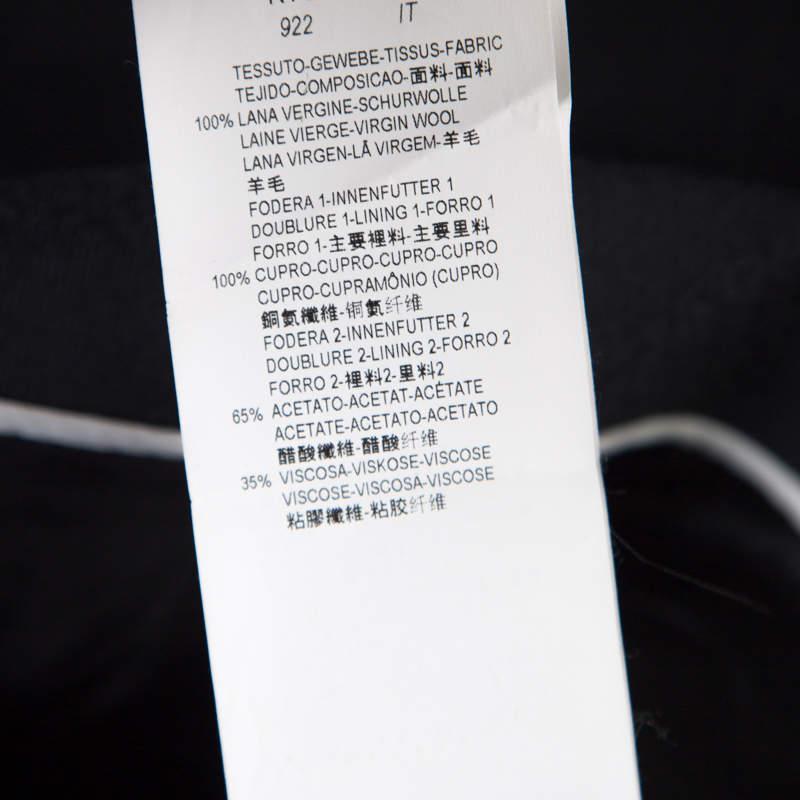 922 /T
TESSUTO-GEWEBE-TISSUS-FABRIC
TEJIDO-COMPOSICAO-面料-面料
100% LANA VERGINE-SCHURWOLLE
LAINE VIERGE-VIRGIN WOOL
LANA VIRGEN-LÃ VIRGEM-羊毛
羊毛
FODERA 1-INNENFUTTER 1
DOUBLURE 1-LINING 1-FORRO 1
FORRO 1-主要裡料-主要里料
100% CUPRO-CUPRO-CUPRO-CUPRO
CUPRO-CUPRAMÔNIO (CUPRO)
銅氨纖維-铜氨纤维
FODERA 2-INNENFUTTER 2
DOUBLURE 2-LINING 2-FORRO 2
FORRO 2-裡料2-里料2
65% ACETATO-ACETAT-ACÉTATE
ACETATE-ACETATO-ACETATO
醋酸纖維-醋酸纤维
35% VISCOSA-VISKOSE-VISCOSE
VISCOSE-VISCOSA-VISCOSE
粘膠纖維-粘胶纤维